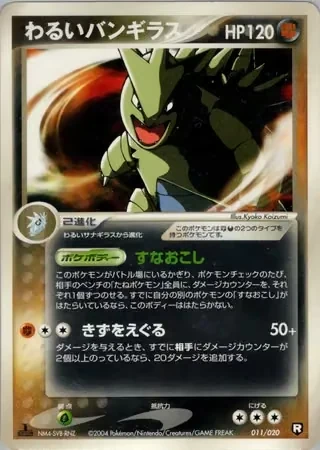 わるいバンギラス HP120
Illus.Kyoko Koizumi
2進化
わるいサナギラスから進化
このポケモンは の2つのタイプを
持つポケモンです。
ポケボディー すなおこし
このポケモンがバトル場にいるかぎり、ポケモンチェックのたび、
相手とベンチの「たねポケモン」全員に、ダメージカウンターを、そ
れぞれ1個ずつのせる。すでに自分の別のポケモンの「すなおこし」が
はたらいているなら、このボディーははたらかない。
きずをえぐる 50+
ダメージを与えるとき、すでに相手にダメージカウンターが
2個以上のっているなら、20ダメージを追加する。
弱点 抵抗力 にげる
1
NM4-SVB-RHZ ©2004 Pokémon/Nintendo/Creatures/GAME FREAK 011/020 R